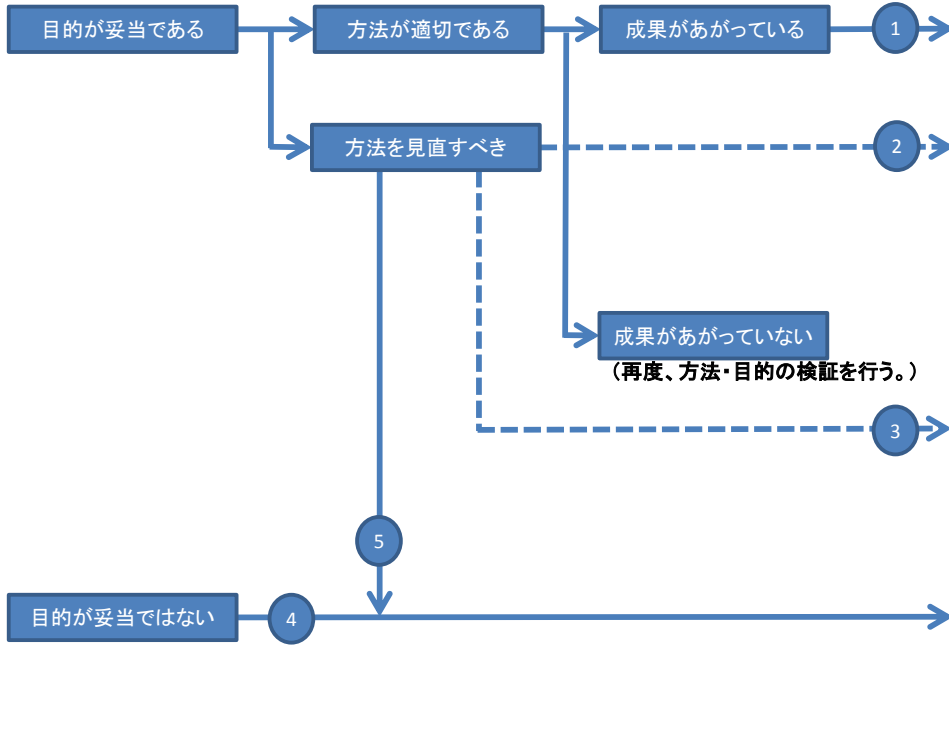 目的が妥当である
方法が適切である
成果があがっている
1
方法を見直すべき
2
成果があがっていない
（再度、方法・目的の検証を行う。）
3
5
目的が妥当ではない
4